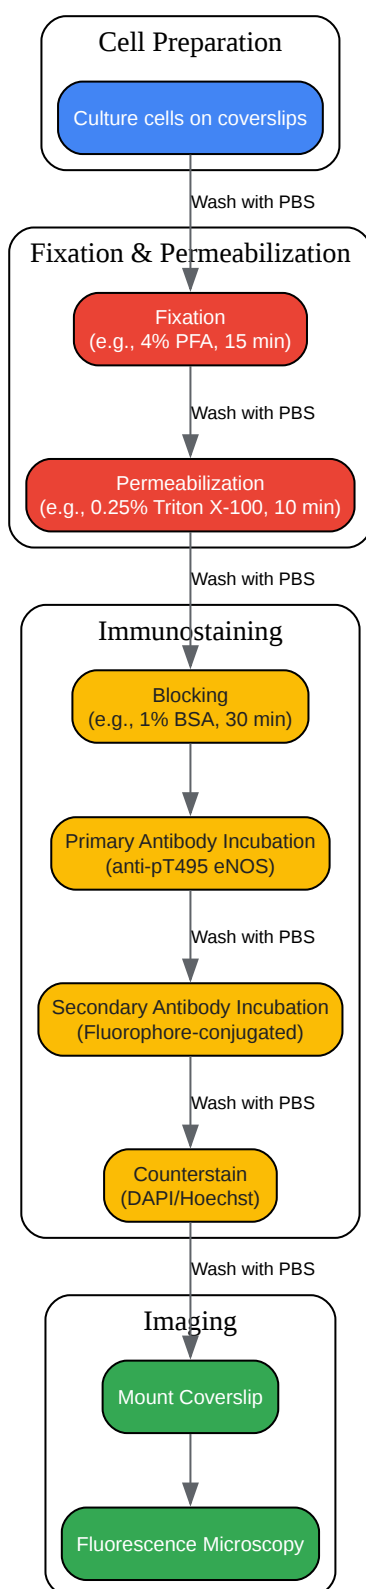 Cell Preparation
Culture cells on coverslips
Wash with PBS
Fixation & Permeabilization
Fixation
(e.g., 4% PFA, 15 min)
Wash with PBS
Permeabilization
(e.g., 0.25% Triton X-100, 10 min)
Wash with PBS
Immunostaining
Blocking
(e.g., 1% BSA, 30 min)
Primary Antibody Incubation
(anti-pT495 eNOS)
Wash with PBS
Secondary Antibody Incubation
(Fluorophore-conjugated)
Wash with PBS
Counterstain
(DAPI/Hoechst)
Wash with PBS
Imaging
Mount Coverslip
Fluorescence Microscopy